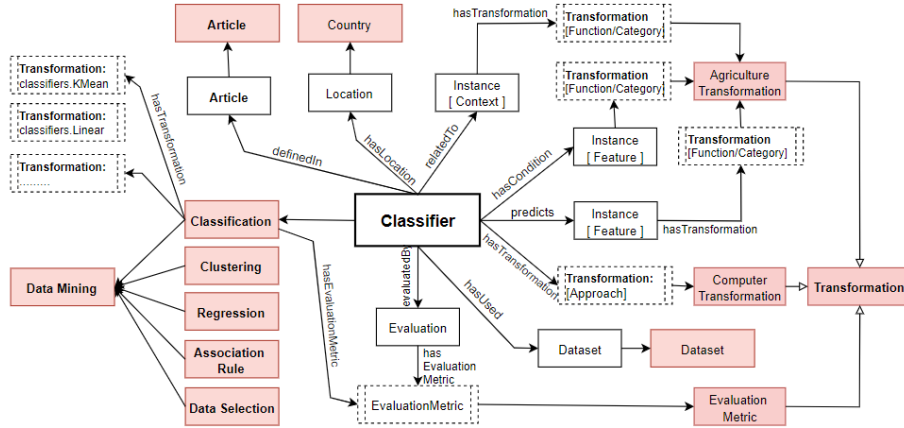 Article
Country
hasTransformation
Transformation
[Function/Category]
Transformation:
classifiers.KMean
Transformation:
classifiers.Linear
Transformation:
..........
hasTransformation
Article
Location
Instance
[ Context ]
Transformation
[Function/Category]
Agriculture
Transformation
definedIn
hasLocation
relatedTo
hasCondition
Instance
[ Feature ]
Transformation
[Function/Category]
Classification
Classifier
predicts
Instance
[ Feature ]
hasTransformation
hasTransformation
Clustering
Data Mining
Regression
Association
Rule
Data Selection
hasEvaluationMetric
evaluatedBy
hasUsed
Transformation:
[Approach]
Computer
Transformation
Transformation
Evaluation
has
Evaluation
Metric
Dataset
Dataset
EvaluationMetric
Evaluation
Metric